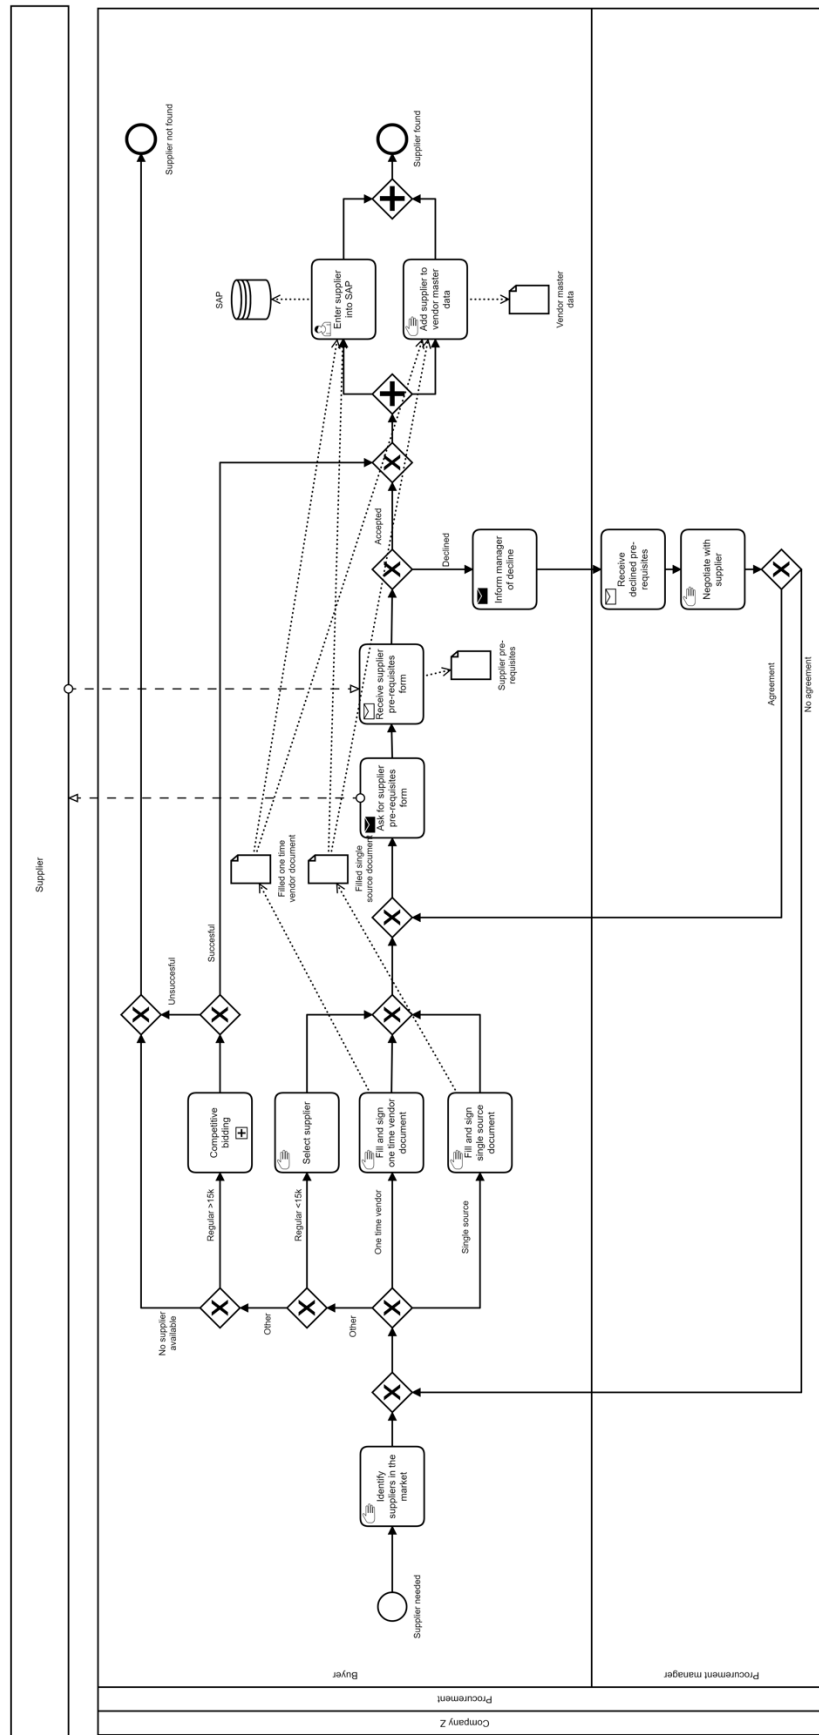 Supplier
Company Z
Procurement
Buyer
Procurement manager
Supplier needed
Identify
suppliers in the
market
No supplier
available
Other
Other
Regular >15k
Regular <15k
One time vendor
Single source
Competitive
bidding
Select supplier
Fill and sign
one time vendor
document
Fill and sign
single source
document
Unsuccesful
Succesful
Filled one time
vendor document
Filled single
source document
Ask for supplier
pre-requisites
form
Receive supplier
pre-requisites
form
Supplier pre-
requisites
Accepted
Declined
Inform manager
of decline
Receive
declined pre-
requisites
Negotiate with
supplier
Agreement
No agreement
Enter supplier
into SAP
SAP
Add supplier to
vendor master
data
Vendor master
data
Supplier not found
Supplier found